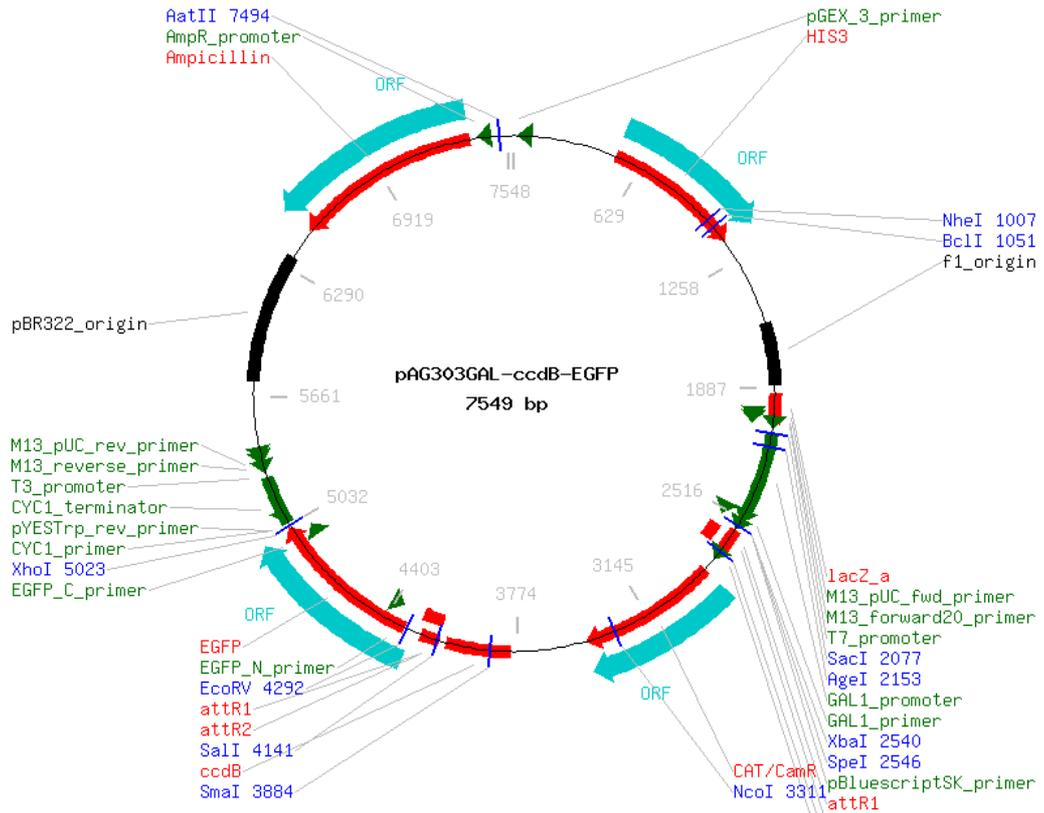 AatII 7494
AmpR_promoter
Ampicillin
ORF
pGEX_3_primer
HIS3
ORF
7548
6919
629
NheI 1007
BclI 1051
f1_origin
6290
1258
pBR322_origin
pAG303GAL-ccdB-EGFP
7549 bp
5661
1887
M13_pUC_rev_primer
M13_reverse_primer
T3_promoter
CYC1_terminator
pYESTrp_rev_primer
CYC1_primer
XhoI 5023
EGFP_C_primer
5032
2516
4403
3145
3774
ORF
EGFP
EGFP_N_primer
EcoRV 4292
attR1
attR2
SalI 4141
ccdB
SmaI 3884
ORF
CAT/CamR
NcoI 3311
lacZ_a
M13_pUC_fwd_primer
M13_forward20_primer
T7_promoter
SacI 2077
AgeI 2153
GAL1_promoter
GAL1_primer
XbaI 2540
SpeI 2546
pBluescriptSK_primer
attR1